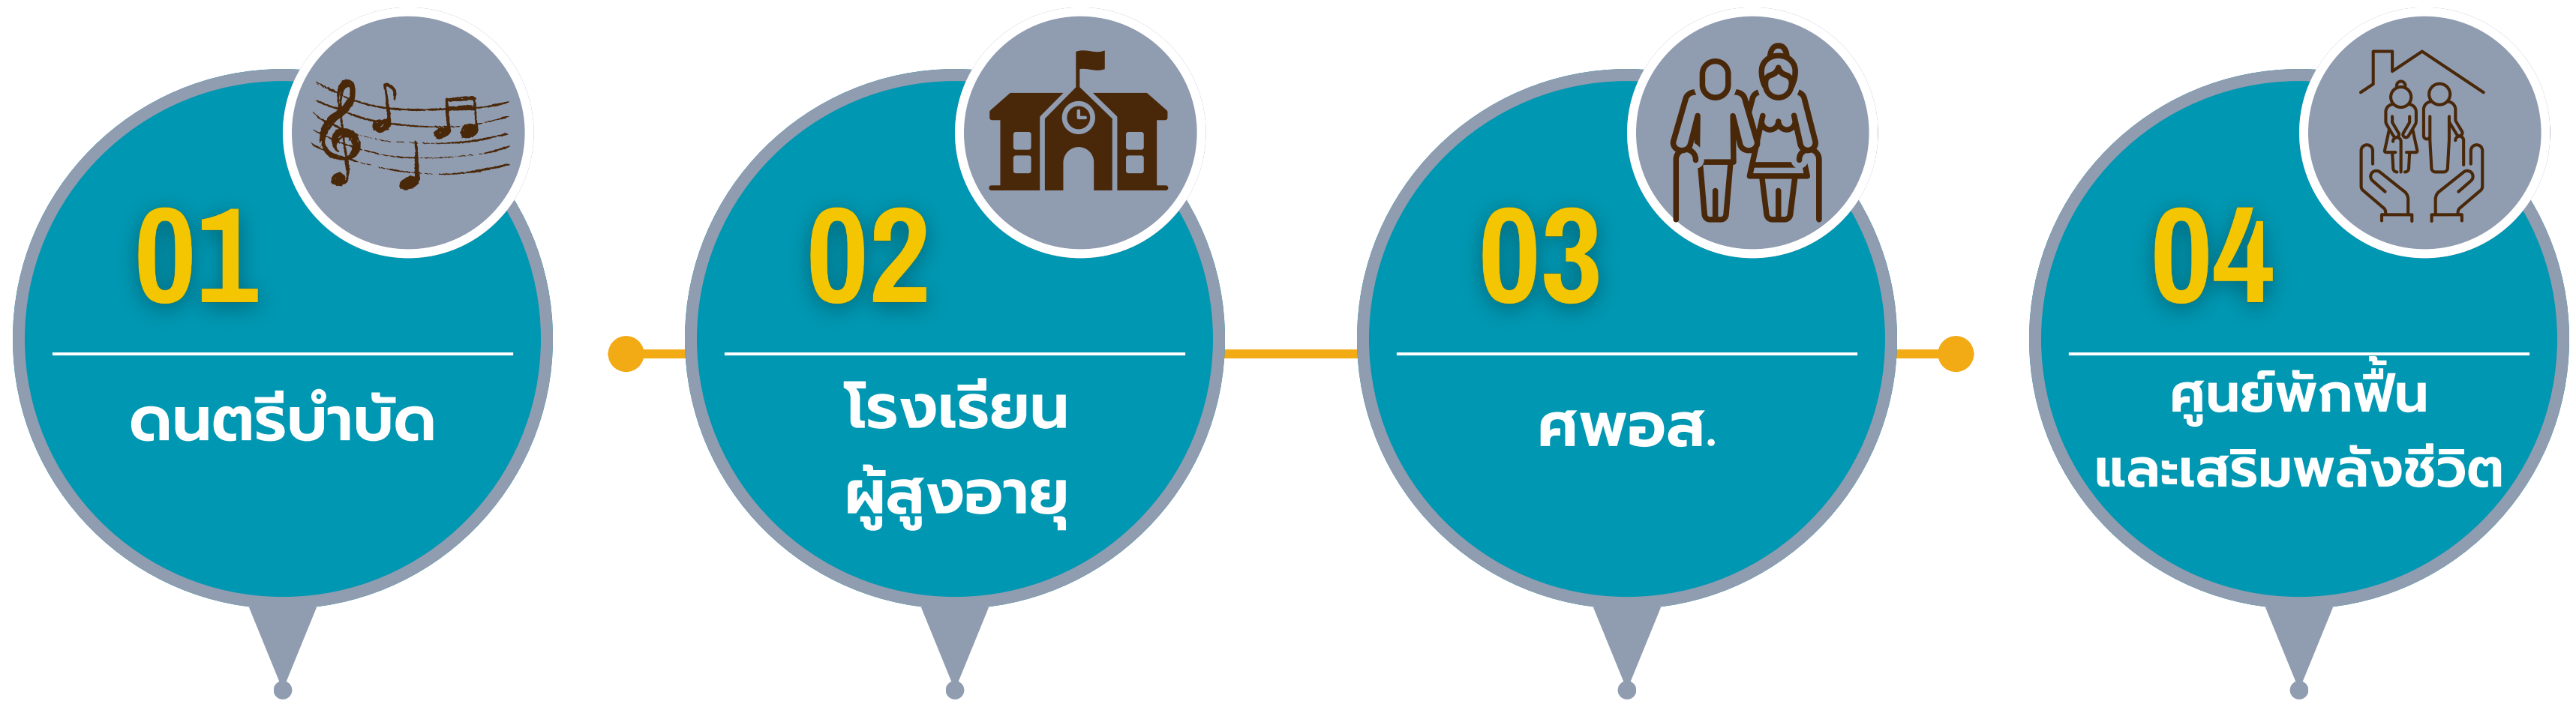 01
ดนตรีบำบัด
02
โรงเรียน
ผู้สูงอายุ
03
ศพอส.
04
ศูนย์พักฟื้น
และเสริมพลังชีวิต